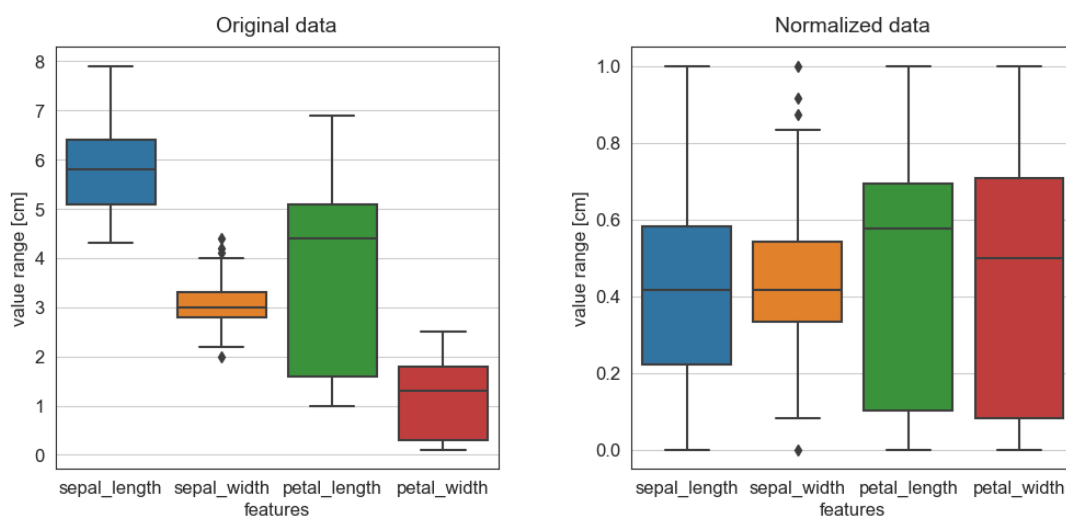 Original data
value range [cm]
8
7
6
5
4
3
2
1
0
sepal_length sepal_width petal_length petal_width
features
Normalized data
value range [cm]
1.0
0.8
0.6
0.4
0.2
0.0
sepal_length sepal_width petal_length petal_width
features